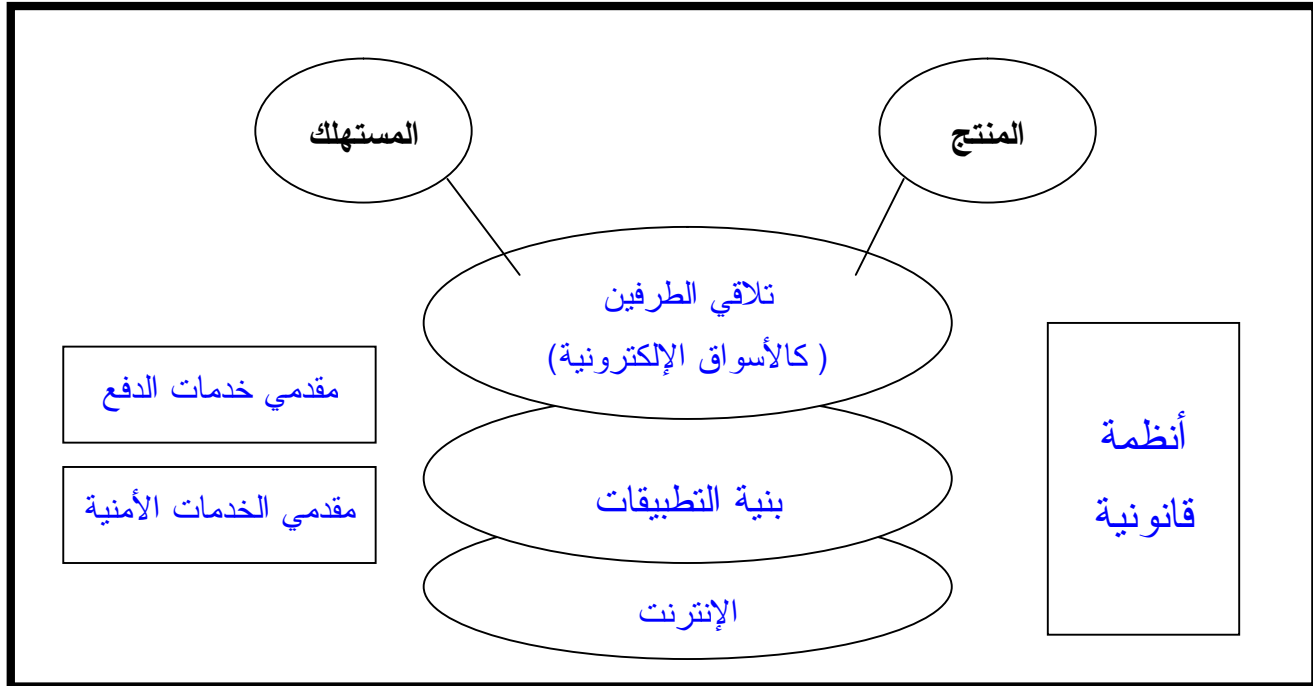 المنتج
المستهلك
تلاقي الطرفين
( كالأسواق الإلكترونية)
أنظمة
قانونية
مقدمي خدمات الدفع
بنية التطبيقات
مقدمي الخدمات الأمنية
الإنترنت